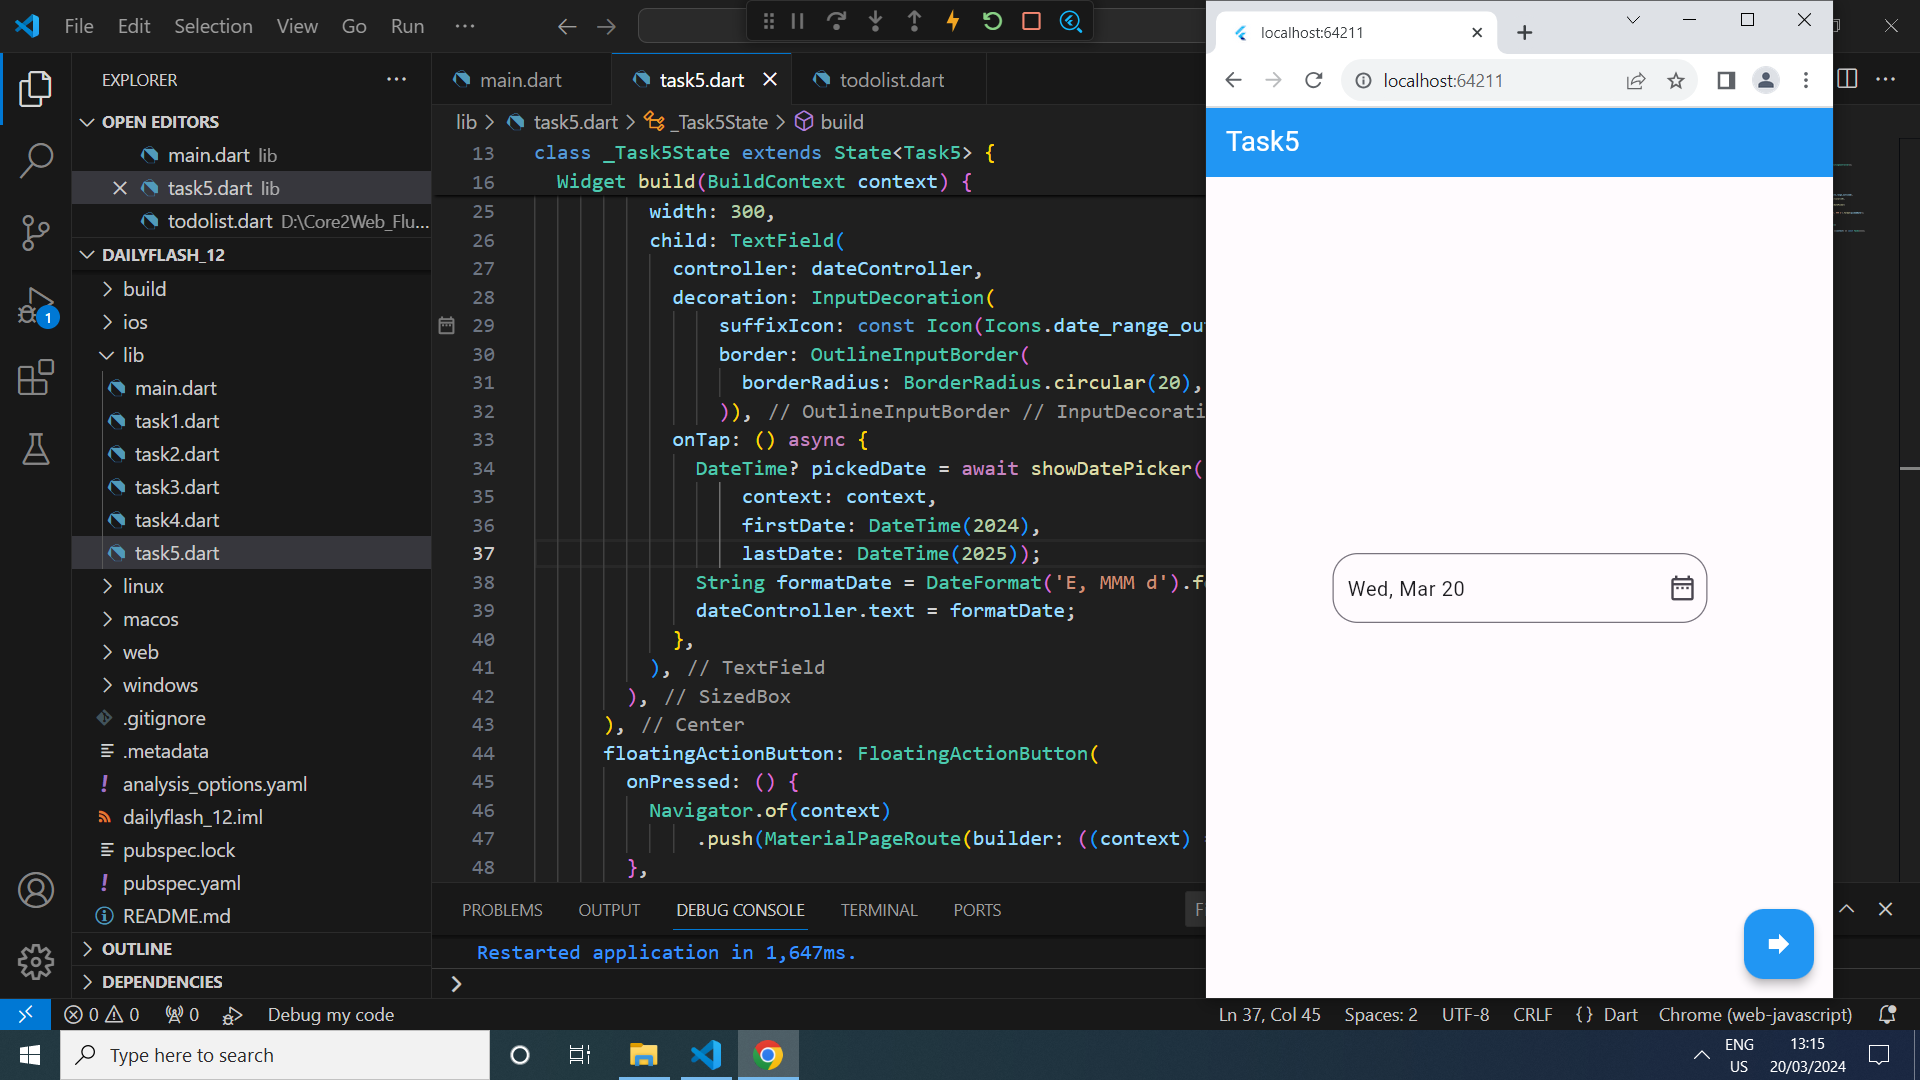 File Edit Selection View Go Run ···
EXPLORER
OPEN EDITORS
main.dart lib
task5.dart lib
todolist.dart D:\Core2Web_Flu...
DAILYFLASH_12
build
ios
lib
main.dart
task1.dart
task2.dart
task3.dart
task4.dart
task5.dart
linux
macos
web
windows
.gitignore
.metadata
analysis_options.yaml
dailyflash_12.iml
pubspec.lock
pubspec.yaml
README.md
OUTLINE
DEPENDENCIES
1
main.dart task5.dart todolist.dart
lib > task5.dart > _Task5State > build
13 class _Task5State extends State<Task5> {
16 Widget build(BuildContext context) {
25 width: 300,
26 child: TextField(
27 controller: dateController,
28 decoration: InputDecoration(
29 suffixIcon: const Icon(Icons.date_range_ou
30 border: OutlineInputBorder(
31 borderRadius: BorderRadius.circular(20),
32 )), // OutlineInputBorder // InputDecorati
33 onTap: () async {
34 DateTime? pickedDate = await showDatePicker(
35 context: context,
36 firstDate: DateTime(2024),
37 lastDate: DateTime(2025));
38 String formatDate = DateFormat('E, MMM d').fo
39 dateController.text = formatDate;
40 },
41 ), // TextField
42 ), // SizedBox
43 ), // Center
44 floatingActionButton: FloatingActionButton(
45 onPressed: () {
46 Navigator.of(context)
47 .push(MaterialPageRoute(builder: ((context)
48 },
PROBLEMS OUTPUT DEBUG CONSOLE TERMINAL PORTS
Restarted application in 1,647ms.
localhost:64211
localhost:64211
Task5
Wed, Mar 20
0 0 0 Debug my code
Ln 37, Col 45 Spaces: 2 UTF-8 CRLF {} Dart Chrome (web-javascript)
Type here to search
ENG
US
13:15
20/03/2024